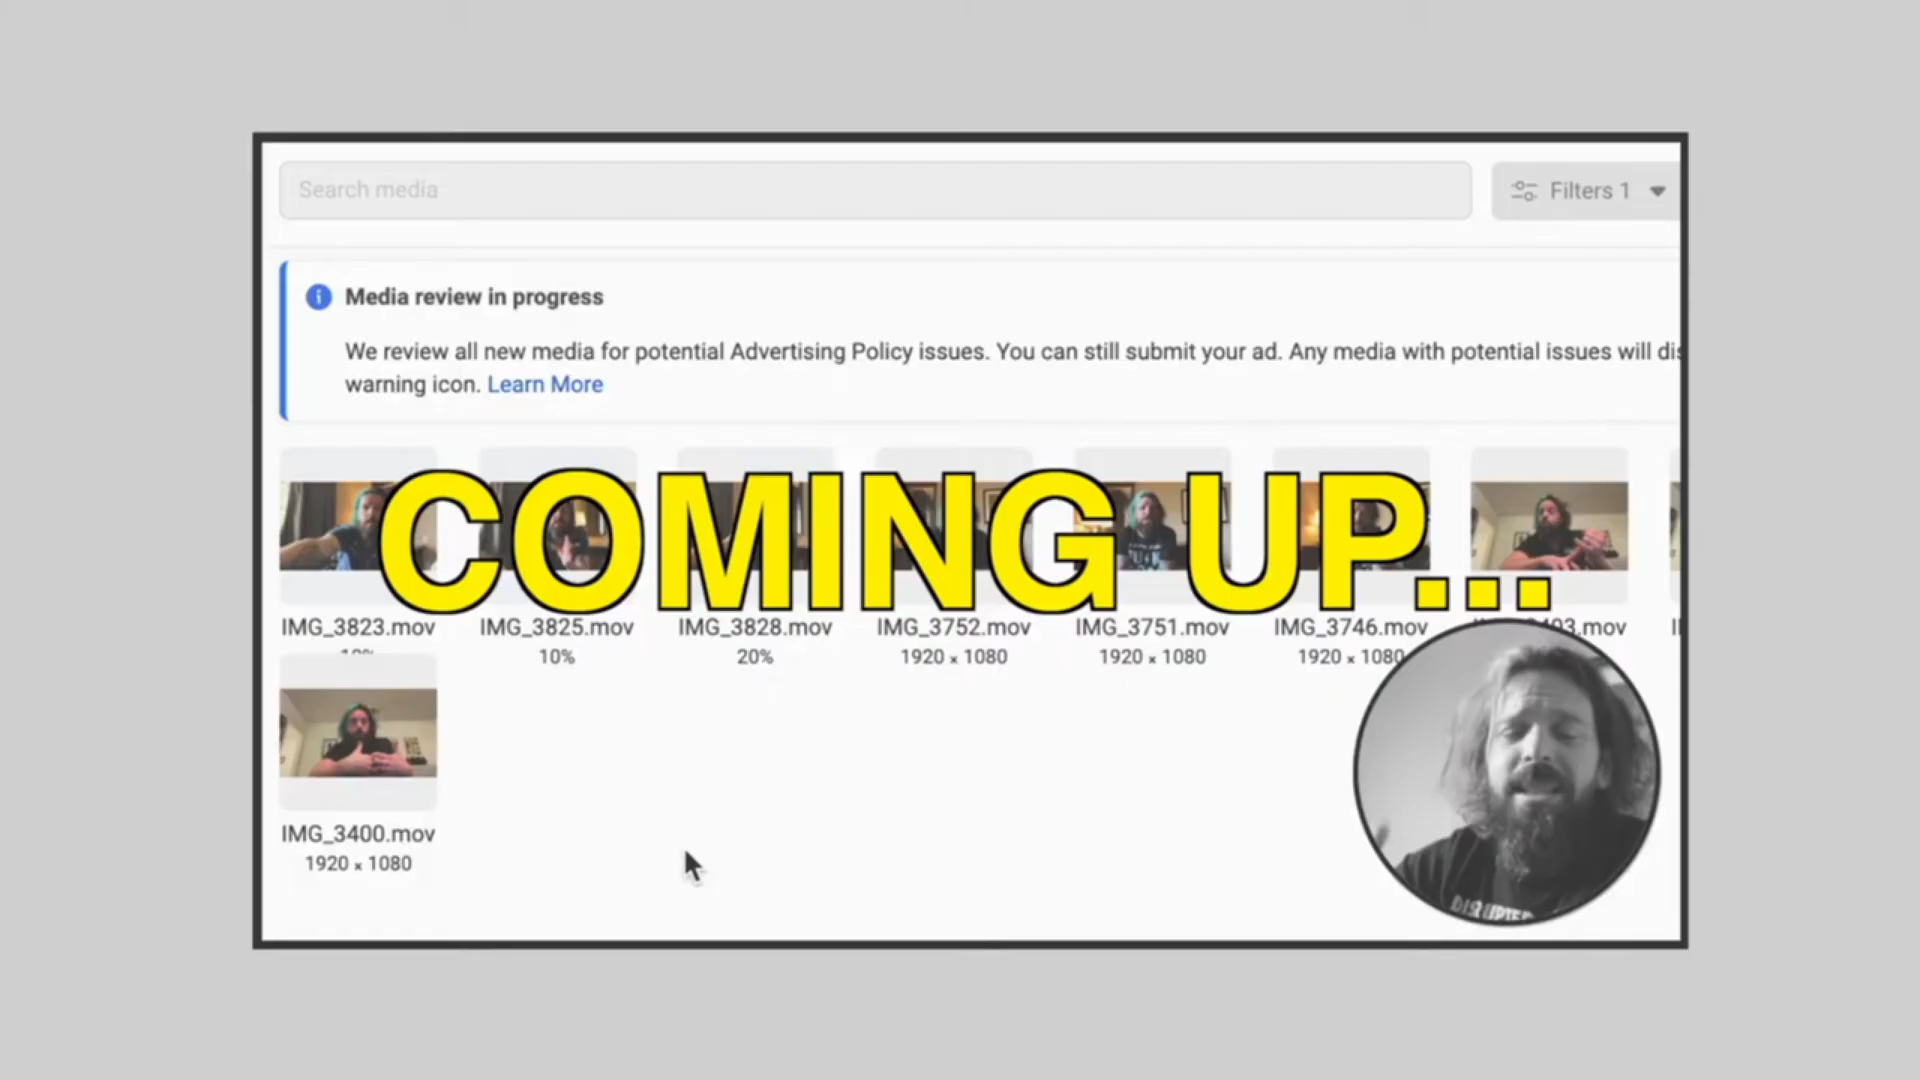 Search media
Filters 1
Media review in progress
We review all new media for potential Advertising Policy issues. You can still submit your ad. Any media with potential issues will
warning icon. Learn More
COMING UP...
IMG_3823.mov
IMG_3825.mov
IMG_3828.mov
IMG_3752.mov
IMG_3751.mov
IMG_3746.mov
10%
20%
1920 × 1080
1920 × 1080
1920 × 1080
IMG_3400.mov
1920 × 1080
DISRUPTER